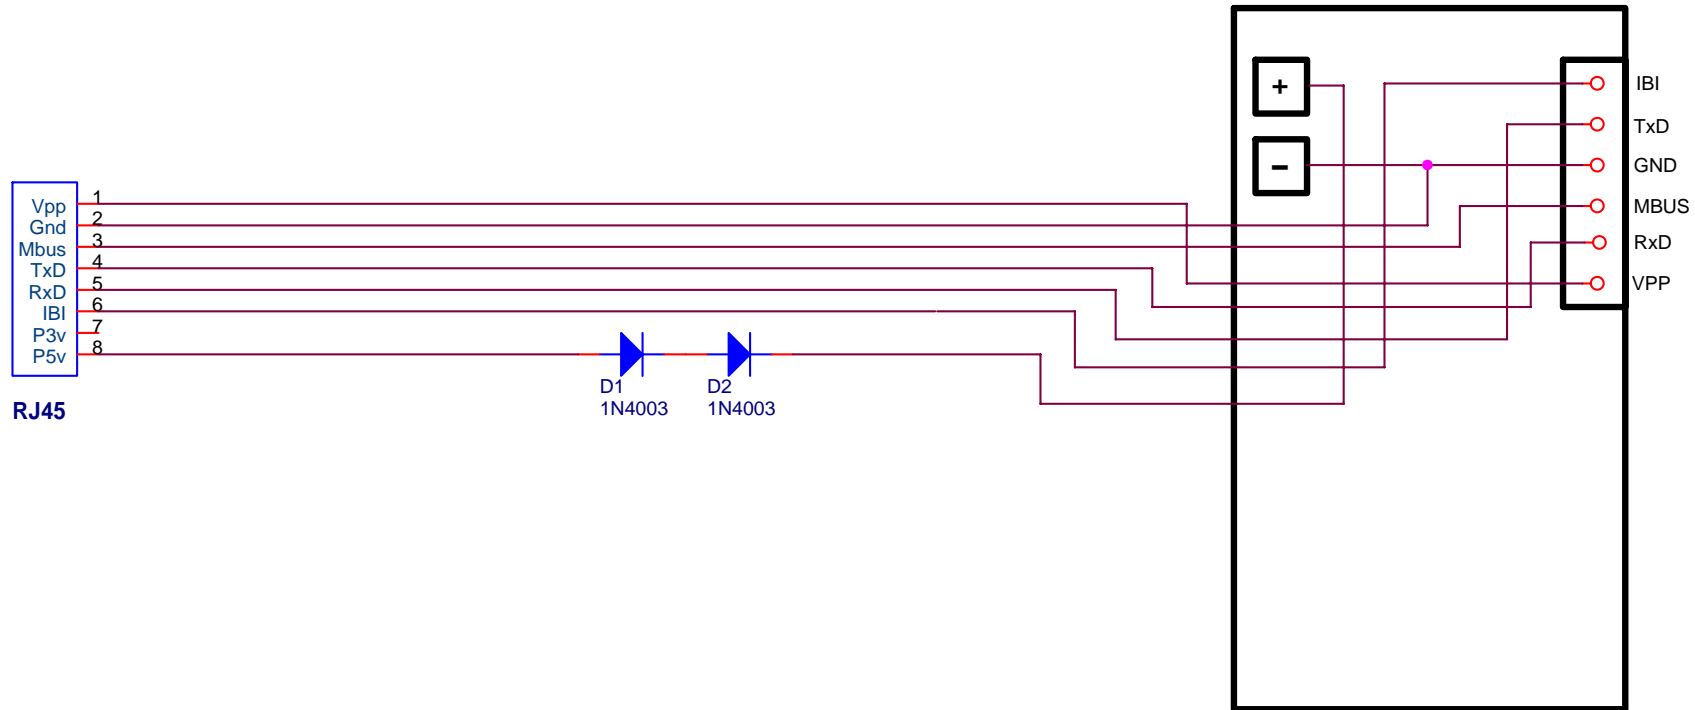 Vpp 1
Gnd 2
Mbus 3
TxD 4
RxD 5
IBI 6
P3v 7
P5v 8
RJ45
D1
1N4003
D2
1N4003
+
-
IBI
TxD
GND
MBUS
RxD
VPP